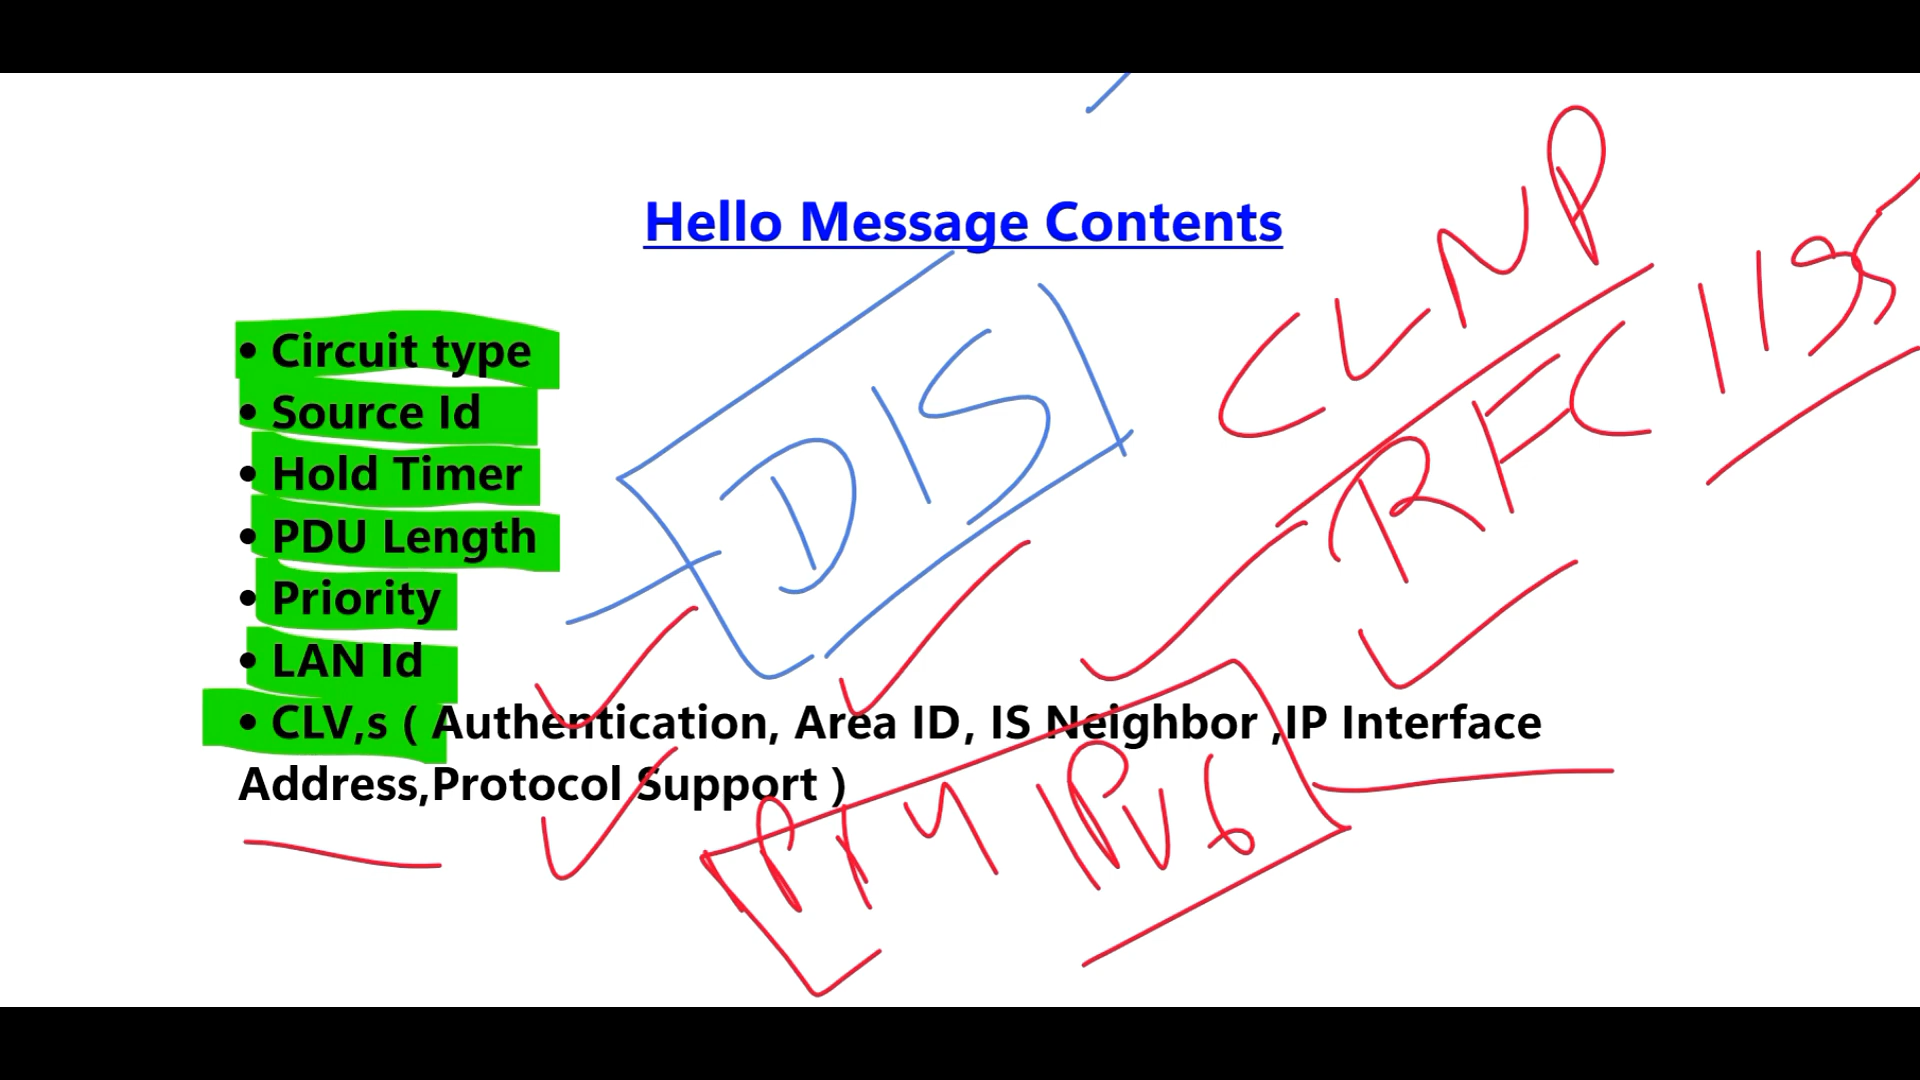 Hello Message Contents
• Circuit type
• Source Id
• Hold Timer
• PDU Length
• Priority
• LAN Id
• CLV,s ( Authentication, Area ID, IS Neighbor ,IP Interface
Address,Protocol Support )
DIS
CLNP
RFC 1195
IPv6